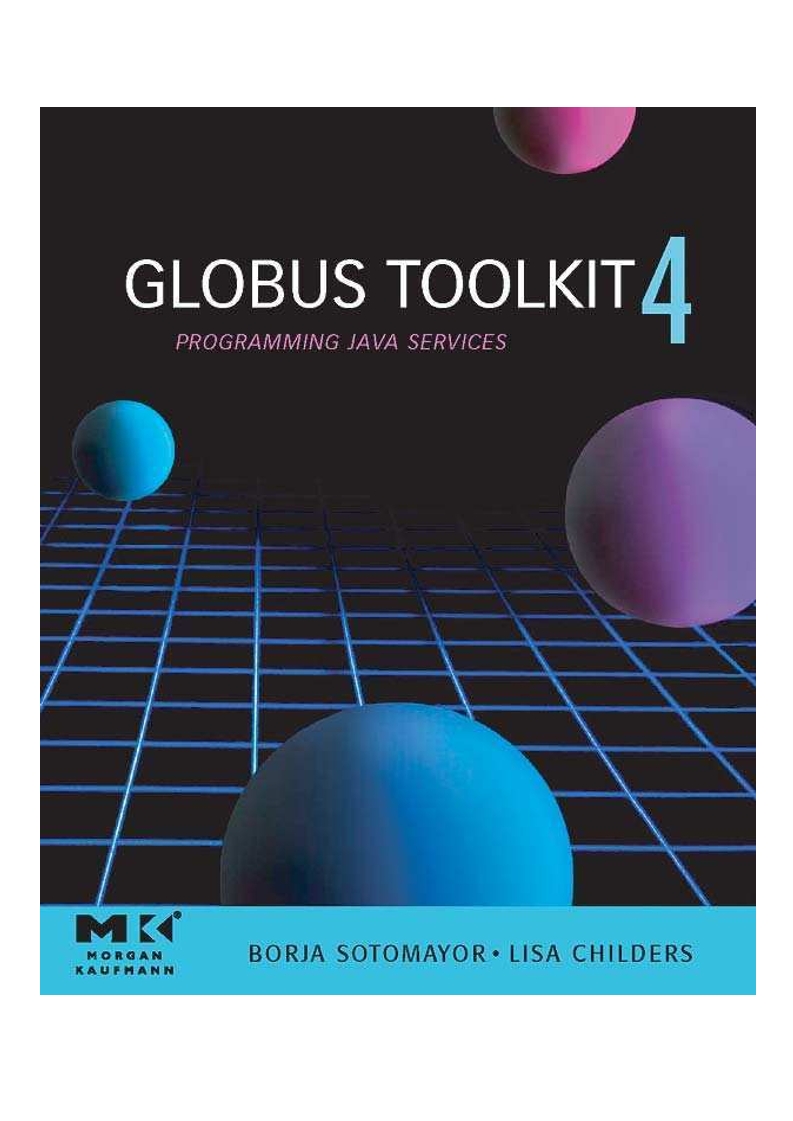 GLOBUS TOOLKIT 4
PROGRAMMING JAVA SERVICES
MK
MORGAN
KAUFMANN
BORJA SOTOMAYOR • LISA CHILDERS